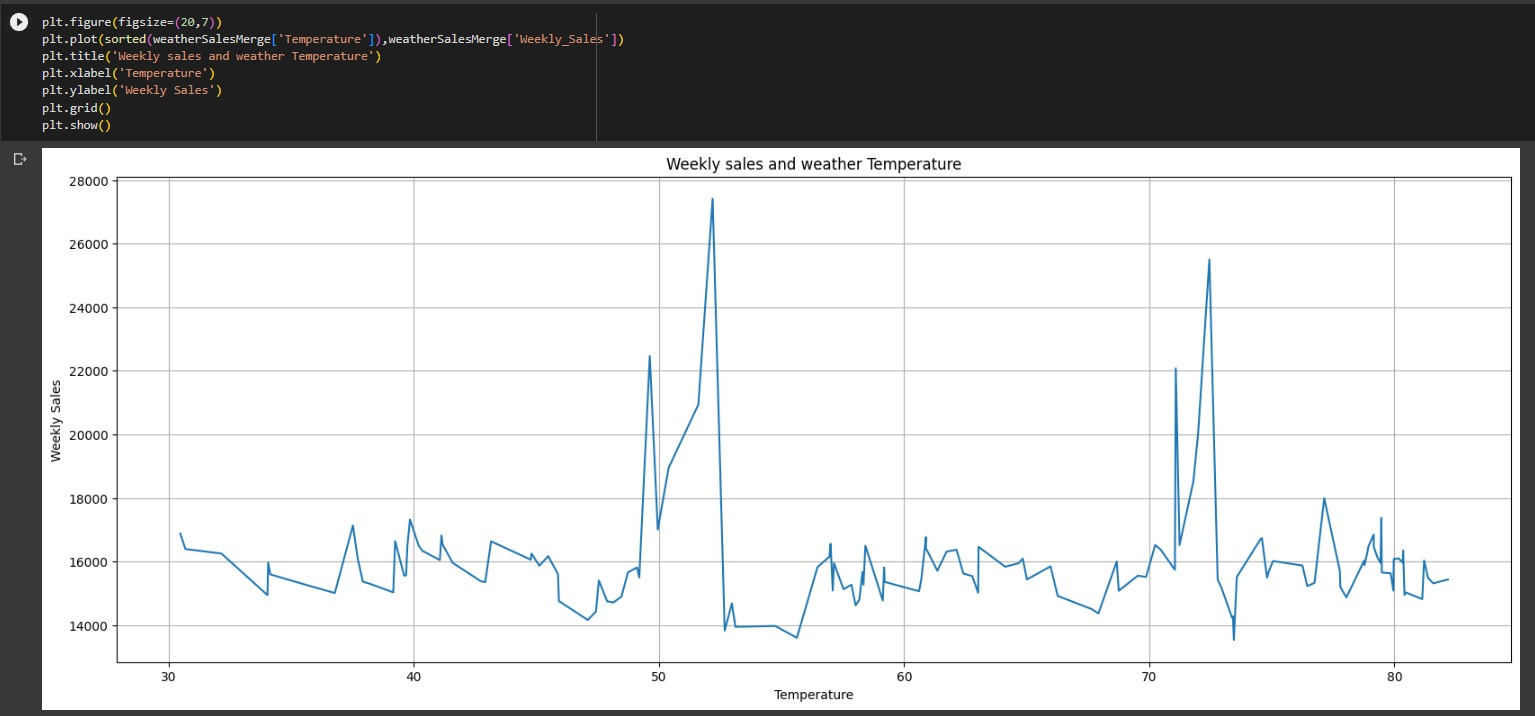 plt.figure(figsize=(20,7))
plt.plot(sorted(weatherSalesMerge['Temperature']),weatherSalesMerge['Weekly_Sales'])
plt.title('Weekly sales and weather Temperature')
plt.xlabel('Temperature')
plt.ylabel('Weekly Sales')
plt.grid()
plt.show()
Weekly sales and weather Temperature
28000
26000
24000
22000
20000
18000
16000
14000
Weekly Sales
30 40 50 60 70 80
Temperature